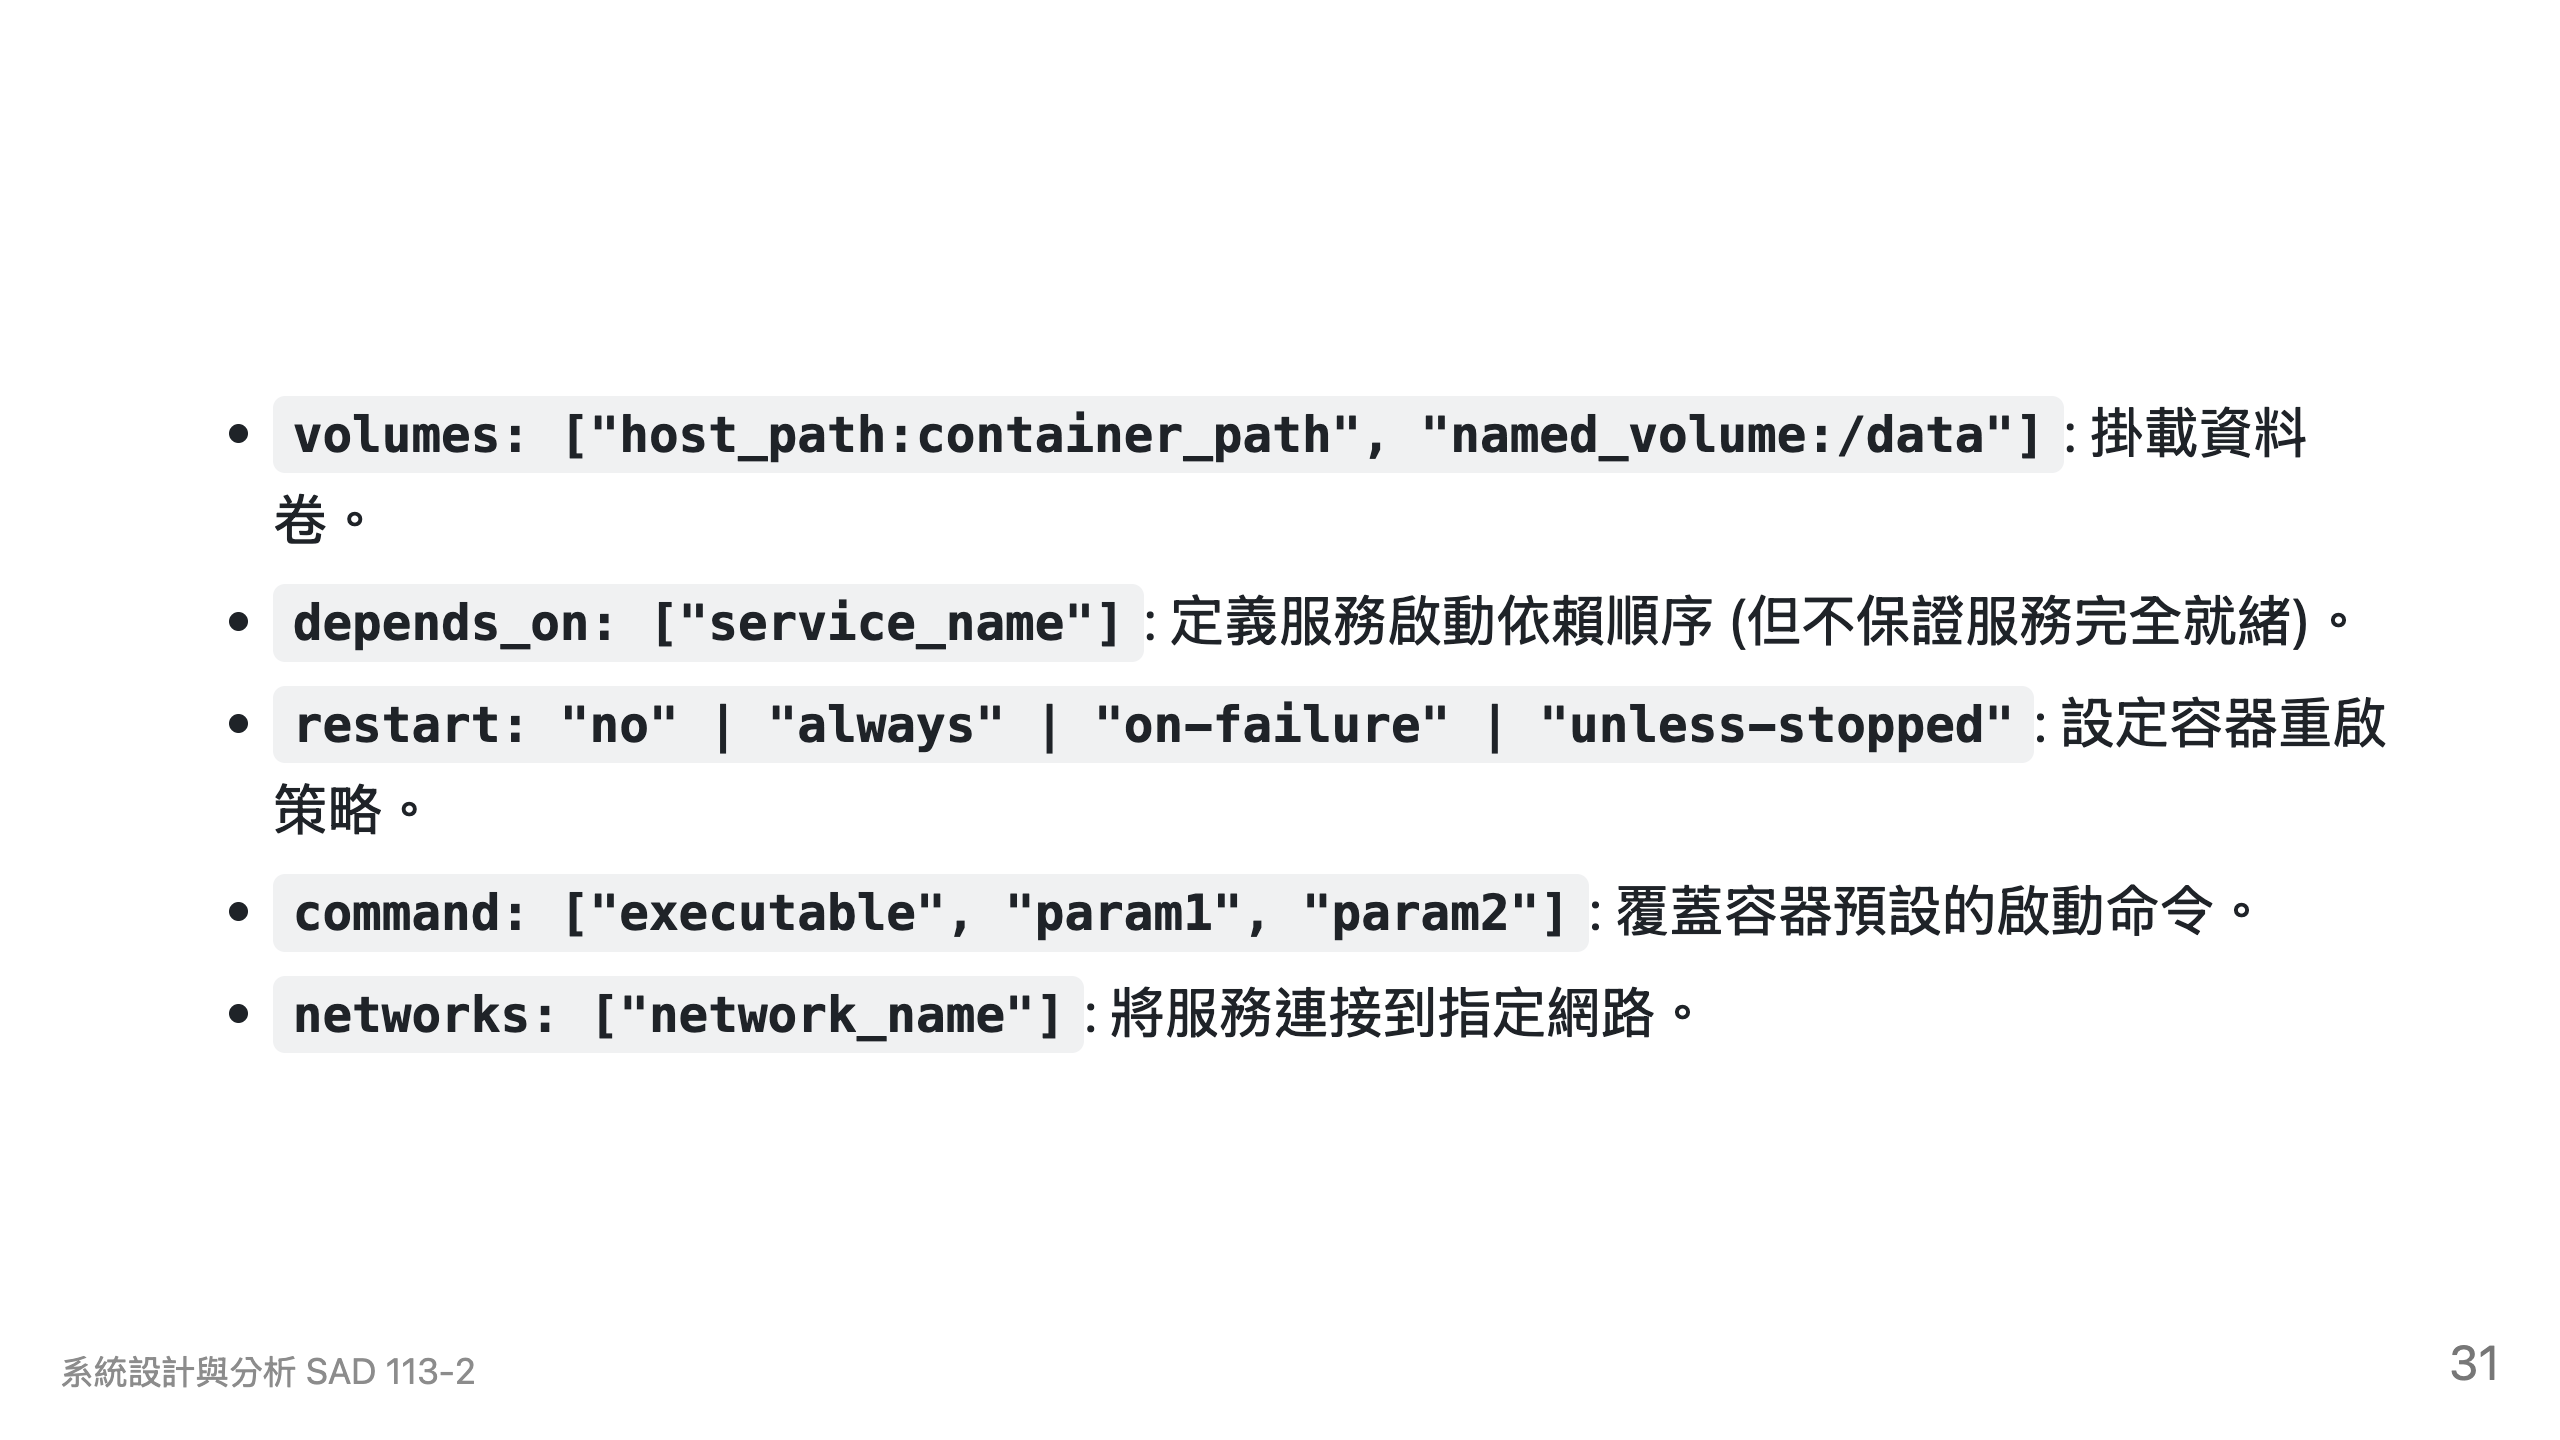 volumes: ["host_path:container_path", "named_volume:/data"] : 掛載資料
卷。
depends_on: ["service_name"] : 定義服務啟動依賴順序 (但不保證服務完全就緒)。
restart: "no" | "always" | "on-failure" | "unless-stopped" : 設定容器重啟
策略。
command: ["executable", "param1", "param2"] : 覆蓋容器預設的啟動命令。
networks: ["network_name"] : 將服務連接到指定網路。
系統設計與分析 SAD 113-2
31